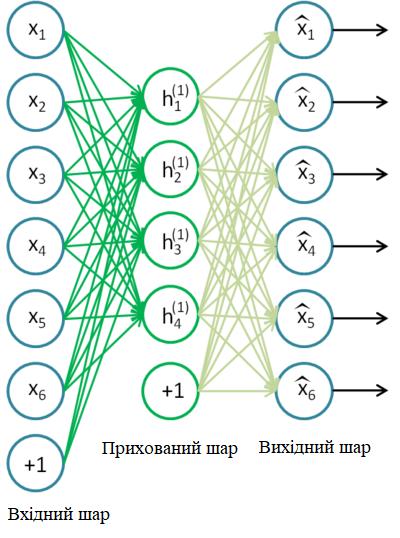 x1
x2
x3
x4
x5
x6
+1
Вхідний шар
h1(1)
h2(1)
h3(1)
h4(1)
+1
Прихований шар
x̂1
x̂2
x̂3
x̂4
x̂5
x̂6
Вихідний шар